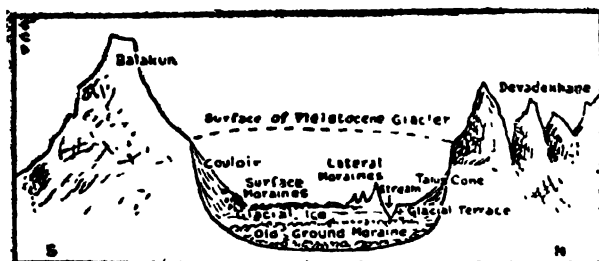 Balakun
Devadekhane
Surface of Pleistocene Glacier
Couloir
Lateral
Moraines
Surface
Moraines
Stream
Talus Cone
Glacial Ice
Glacial Terrace
Old Ground Moraine
S
N